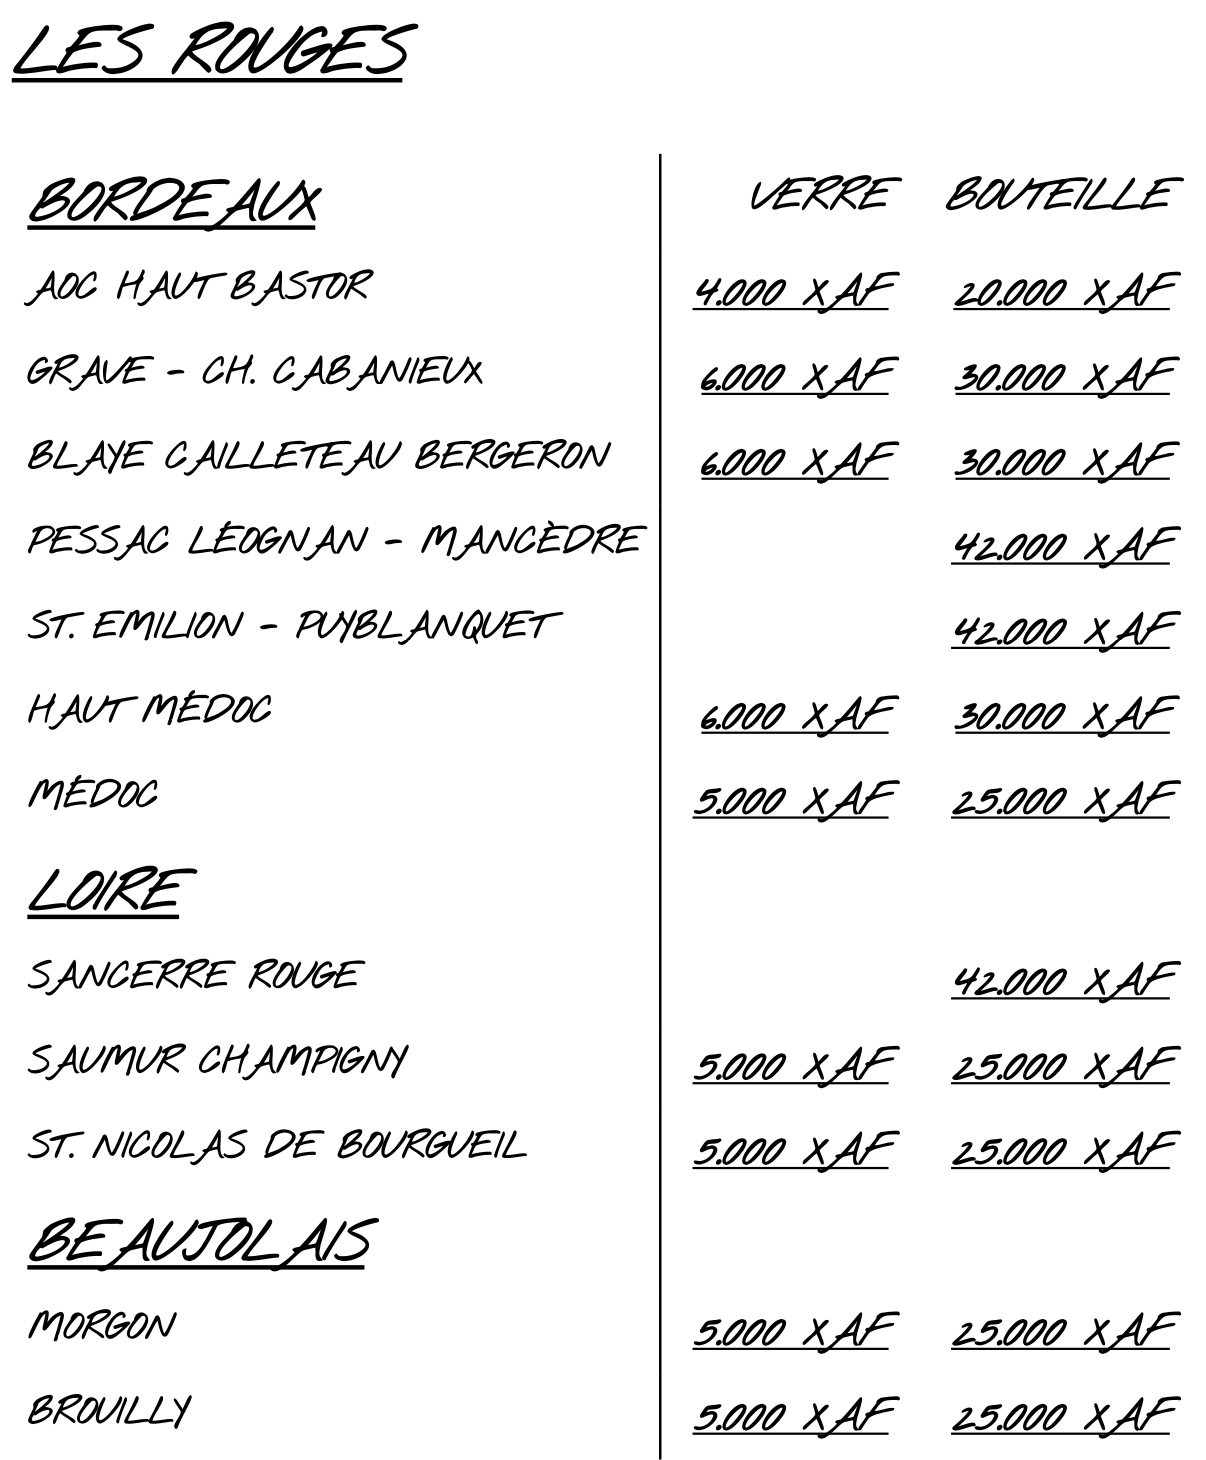 LES ROUGES
BORDEAUX VERRE BOUTEILLE
AOC HAUT BASTOR 4.000 XAF 20.000 XAF
GRAVE - CH. CABANIEUX 6.000 XAF 30.000 XAF
BLAYE CAILLETEAU BERGERON 6.000 XAF 30.000 XAF
PESSAC LÉOGNAN - MANCÈDRE 42.000 XAF
ST. EMILION - PUYBLANQUET 42.000 XAF
HAUT MÉDOC 6.000 XAF 30.000 XAF
MÉDOC 5.000 XAF 25.000 XAF
LOIRE
SANCERRE ROUGE 42.000 XAF
SAUMUR CHAMPIGNY 5.000 XAF 25.000 XAF
ST. NICOLAS DE BOURGUEIL 5.000 XAF 25.000 XAF
BEAUJOLAIS
MORGON 5.000 XAF 25.000 XAF
BROUILLY 5.000 XAF 25.000 XAF